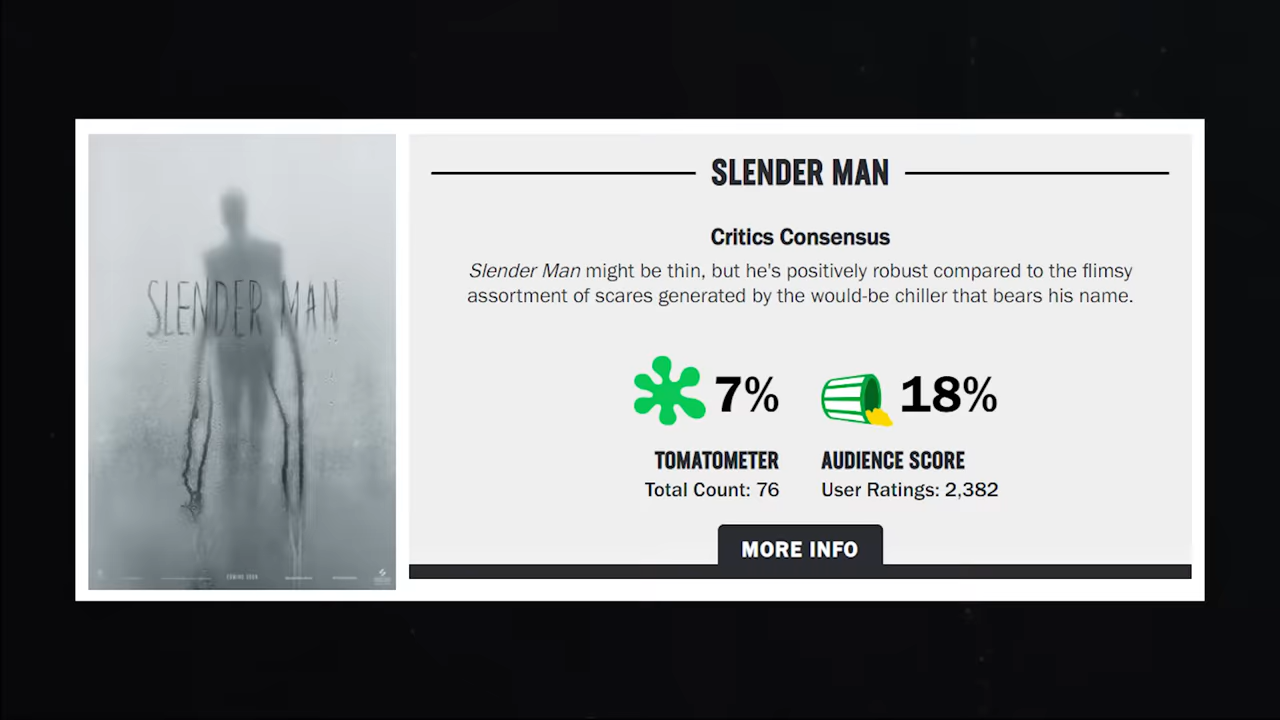 SLENDER MAN
SLENDER MAN
Critics Consensus
Slender Man might be thin, but he's positively robust compared to the flimsy
assortment of scares generated by the would-be chiller that bears his name.
7%
18%
TOMATOMETER
AUDIENCE SCORE
Total Count: 76
User Ratings: 2,382
MORE INFO
COMING SOON